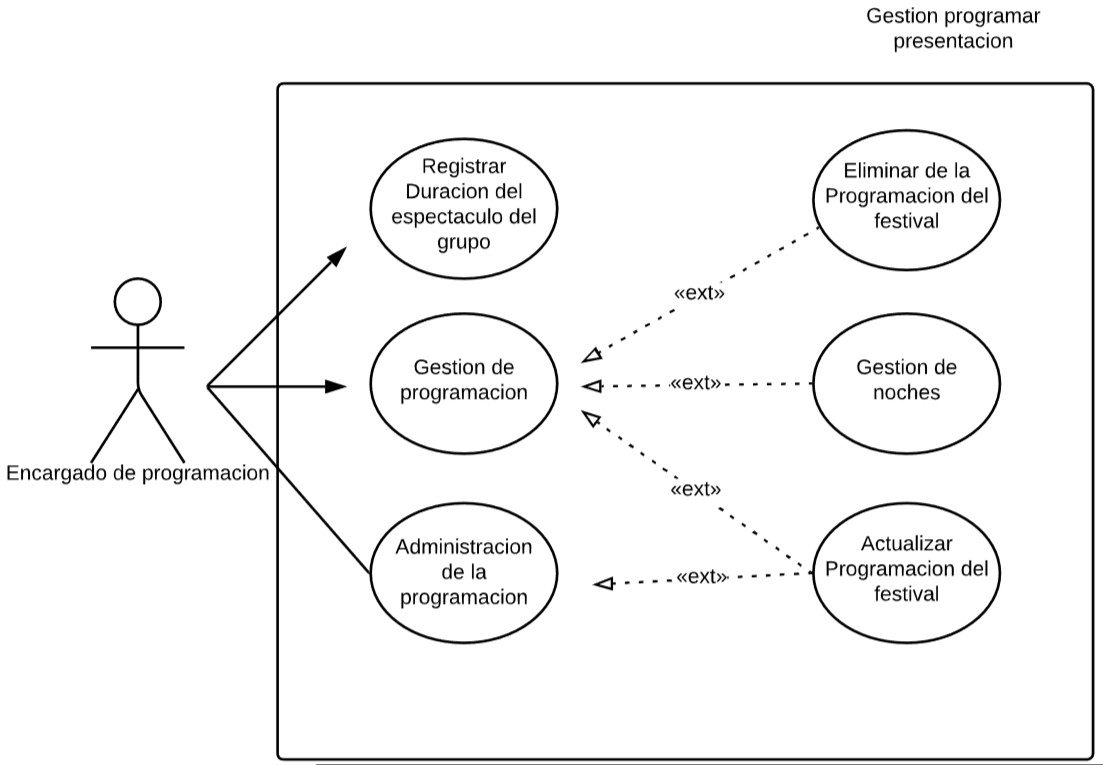 Gestion programar
presentacion
Registrar
Duracion del
espectaculo del
grupo
Eliminar de la
Programacion del
festival
«ext»
Gestion de
programacion
«ext»
Gestion de
noches
Encargado de programacion
«ext»
Administracion
de la
programacion
«ext»
Actualizar
Programacion del
festival